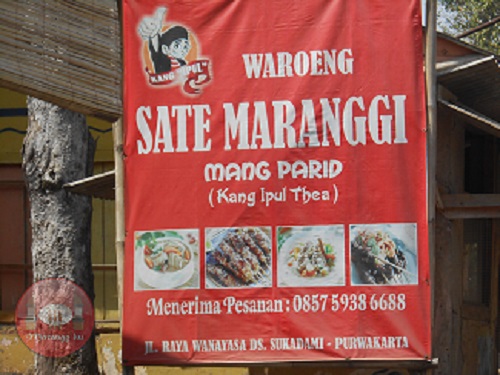 KANG IPUL
WAROENG
SATE MARANGGI
MANG PARID
(Kang Ipul Thea)
Menerima Pesanan : 0857 5938 6688
JL. RAYA WANAYASA DS. SUKADAMI - PURWAKARTA